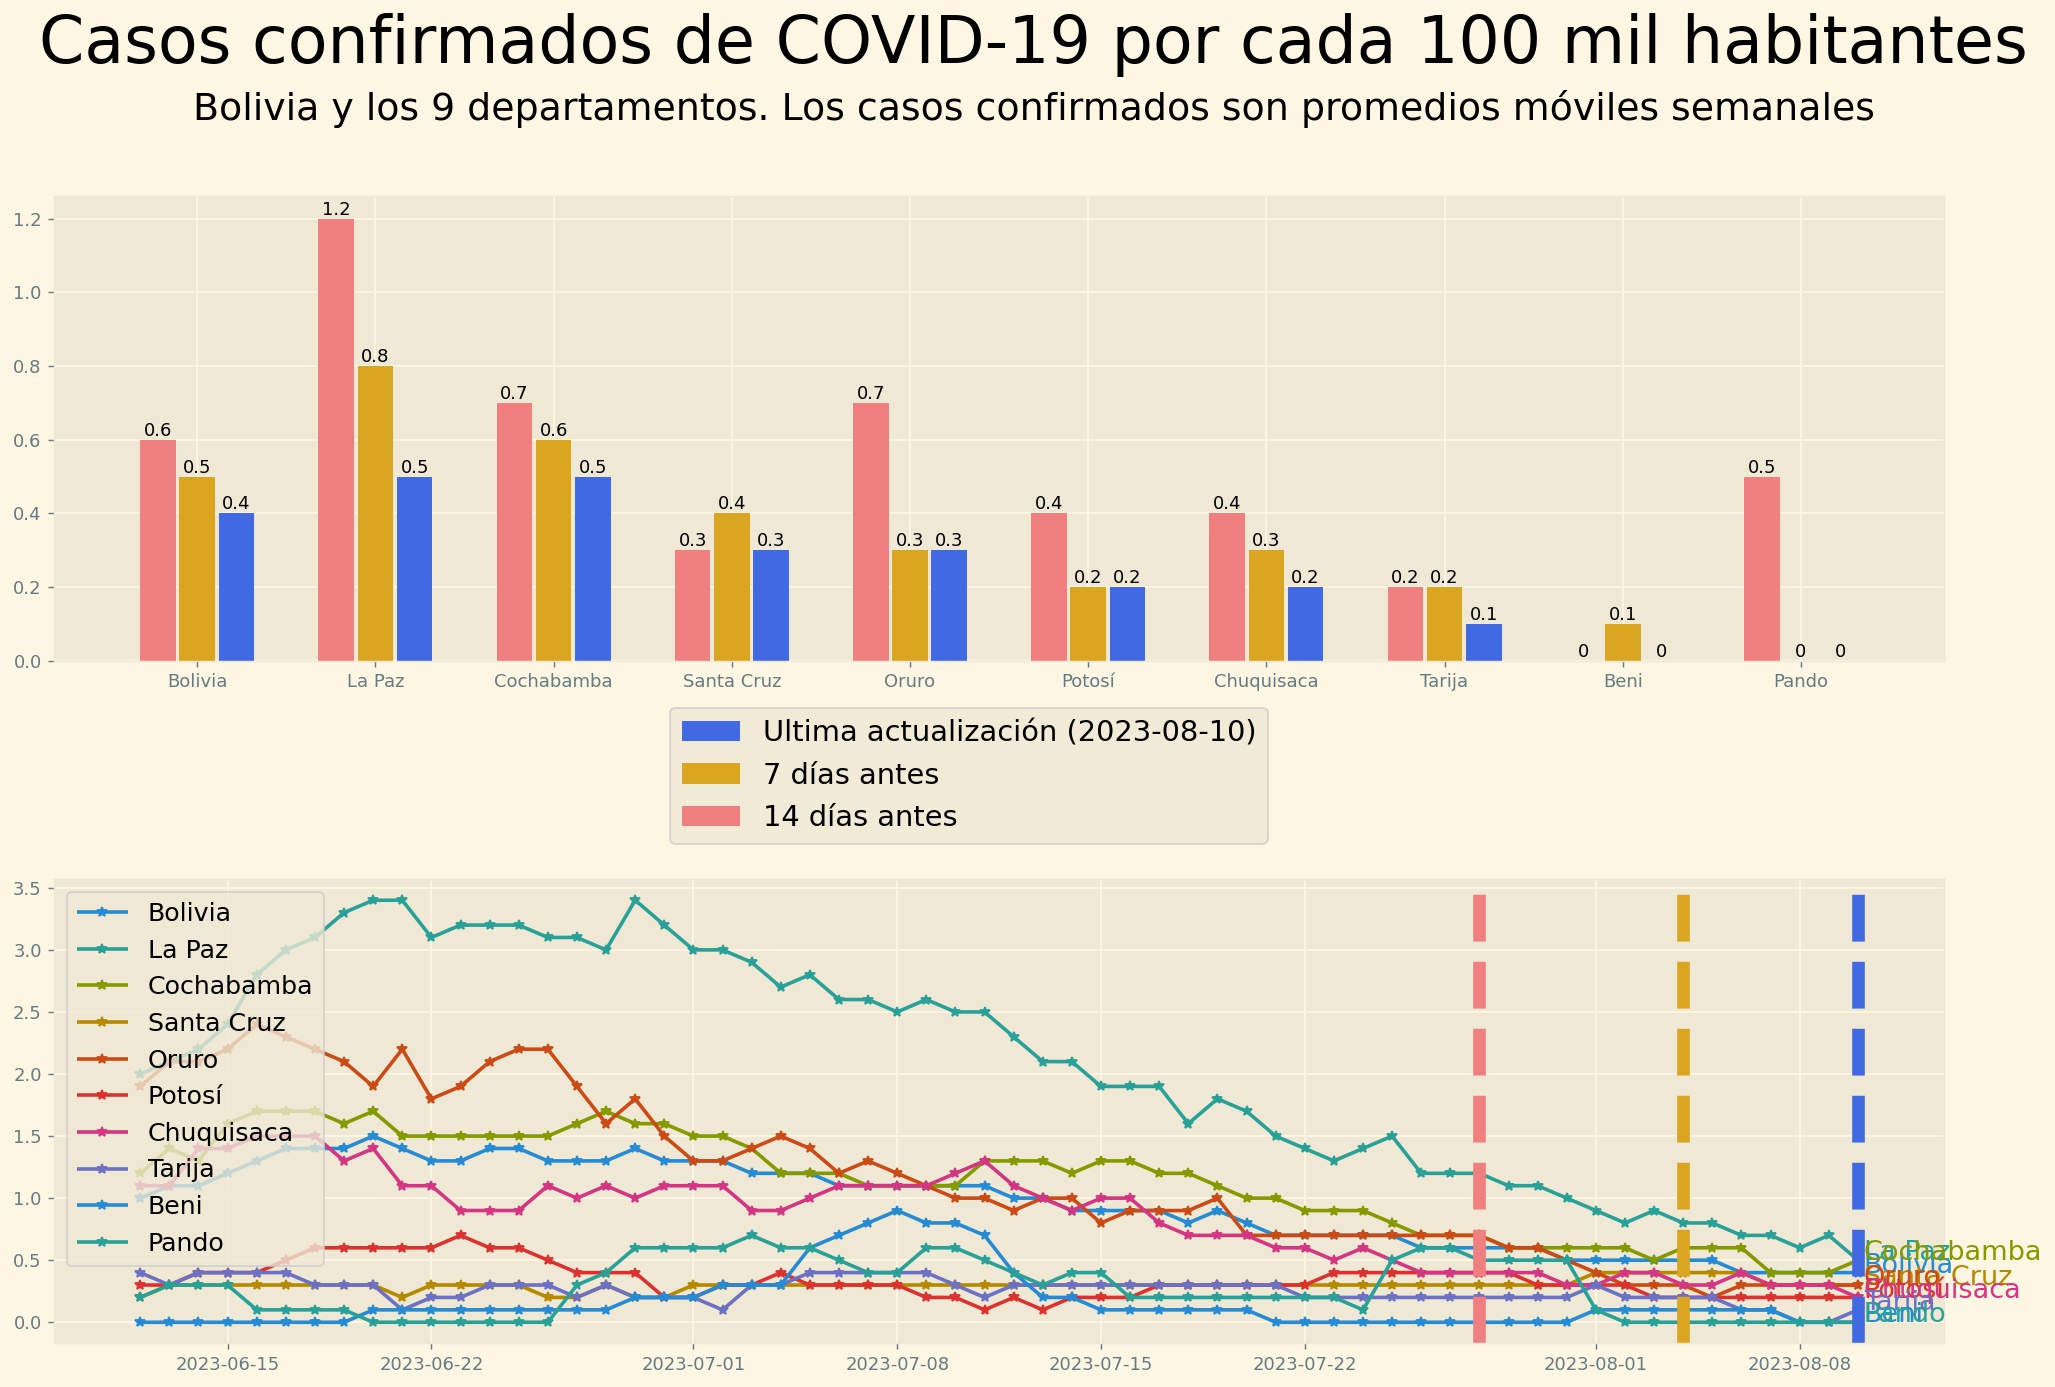 Casos confirmados de COVID-19 por cada 100 mil habitantes
Bolivia y los 9 departamentos. Los casos confirmados son promedios móviles semanales
1.2
1.0
0.8
0.6
0.4
0.2
0.0
0.6 0.5 0.4
1.2 0.8 0.5
0.7 0.6 0.5
0.3 0.4 0.3
0.7 0.3 0.3
0.4 0.2 0.2
0.4 0.3 0.2
0.2 0.2 0.1
0 0.1 0
0.5 0 0
Bolivia La Paz Cochabamba Santa Cruz Oruro Potosí Chuquisaca Tarija Beni Pando
Ultima actualización (2023-08-10)
7 días antes
14 días antes
3.5
3.0
2.5
2.0
1.5
1.0
0.5
0.0
Bolivia
La Paz
Cochabamba
Santa Cruz
Oruro
Potosí
Chuquisaca
Tarija
Beni
Pando
La Paz
Cochabamba
Bolivia
Santa Cruz
Oruro
Potosí
Chuquisaca
Tarija
Beni
Pando
2023-06-15 2023-06-22 2023-07-01 2023-07-08 2023-07-15 2023-07-22 2023-08-01 2023-08-08